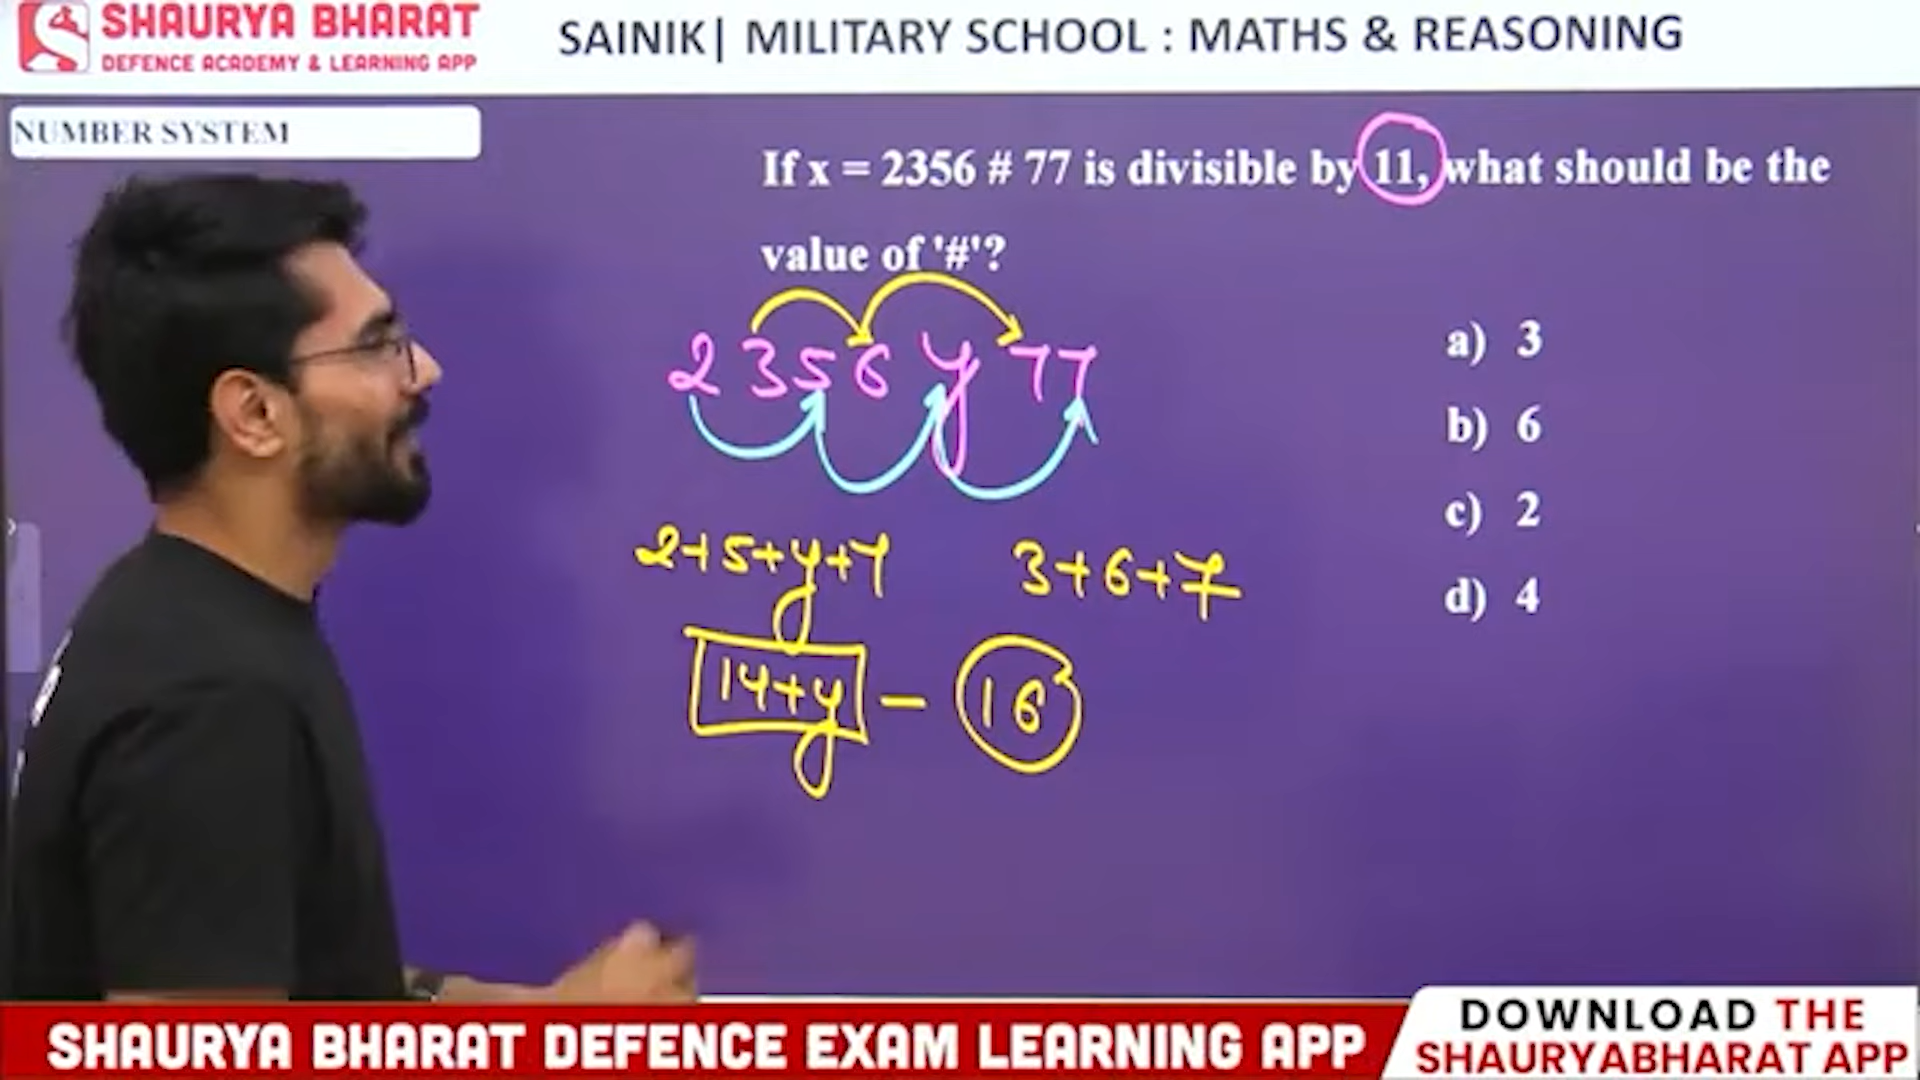 SHAURYA BHARAT
DEFENCE ACADEMY & LEARNING APP
SAINIK| MILITARY SCHOOL : MATHS & REASONING
NUMBER SYSTEM
If x = 2356 # 77 is divisible by 11, what should be the
value of '#'?
2356y77
a) 3
b) 6
c) 2
d) 4
2+5+y+7 3+6+7
14+y - 16
SHAURYA BHARAT DEFENCE EXAM LEARNING APP
DOWNLOAD THE
SHAURYABHARAT APP